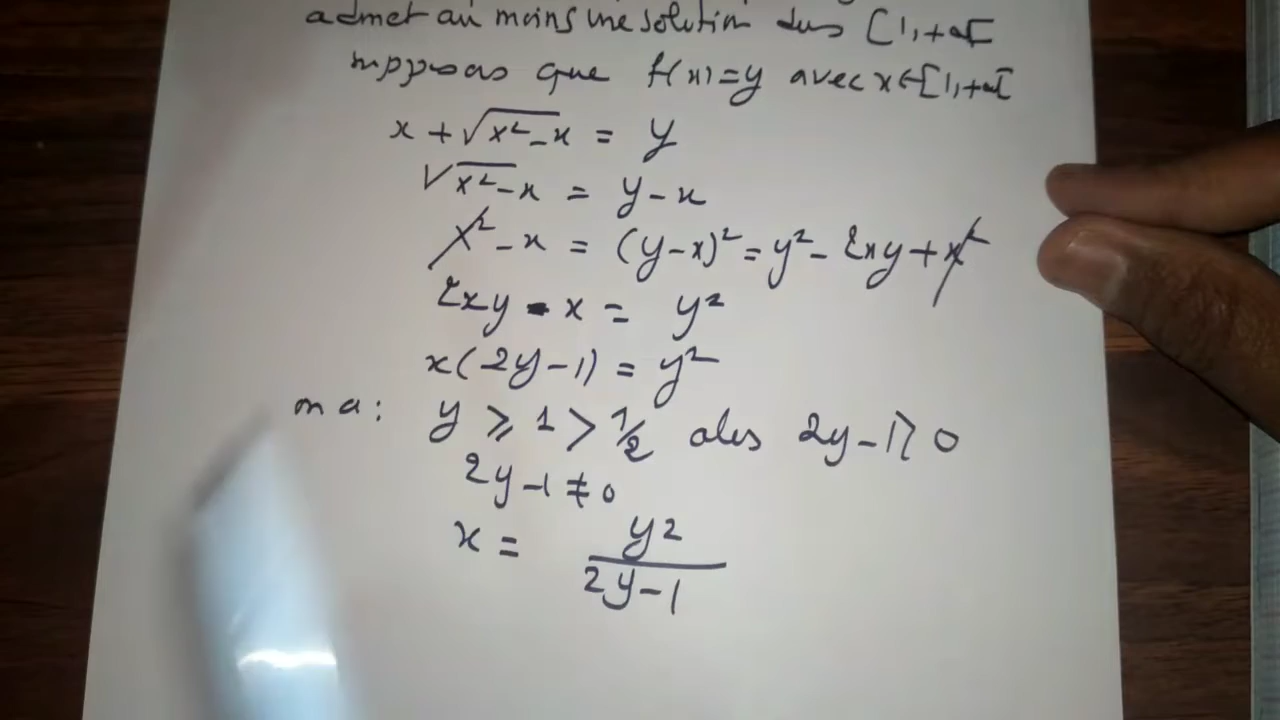 admet au moins une solution dans [1,+∞[
supposons que f(x)=y avec x∈[1,+∞[
x + √x²-x = y
√x²-x = y-x
x² - x = (y-x)² = y² - 2xy + x²
2xy - x = y²
x(2y-1) = y²
on a: y ≥ 1 > 1/2 alors 2y-1 > 0
2y-1 ≠ 0
x = y² / 2y-1